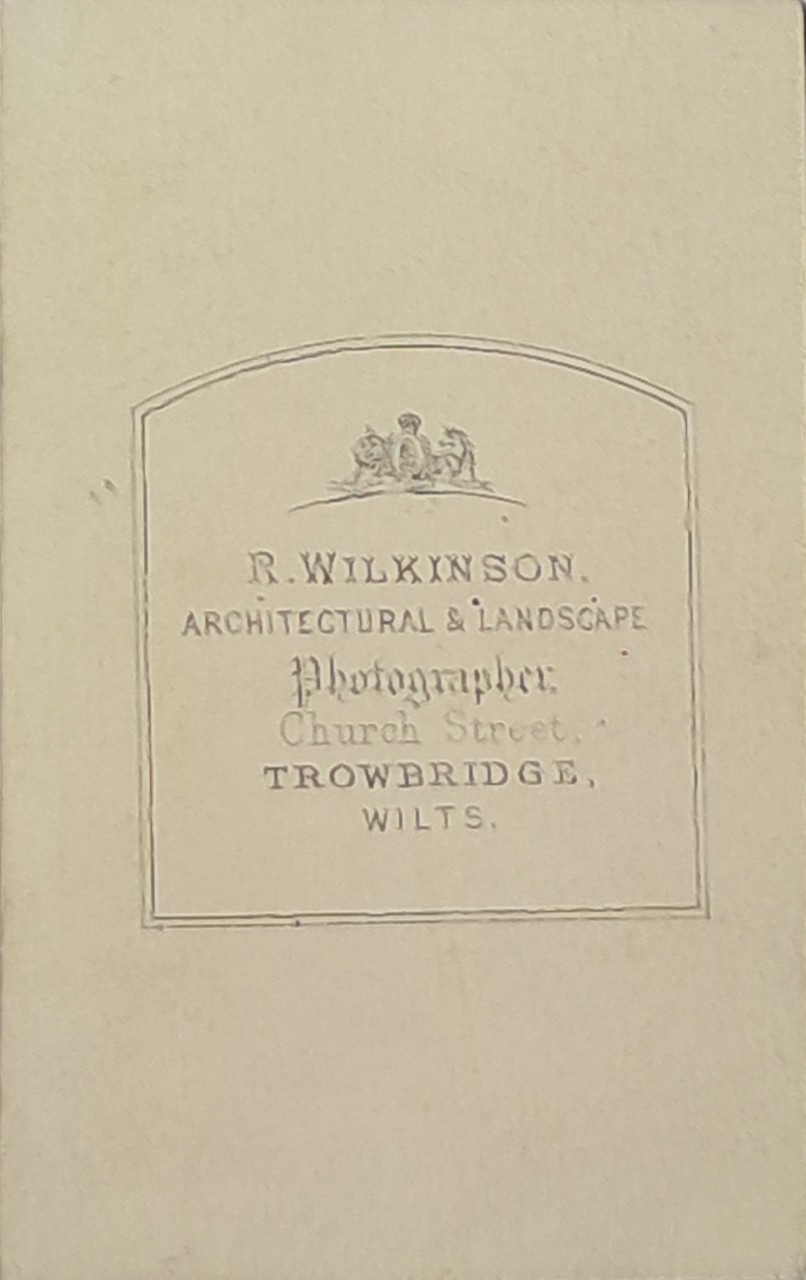 R. WILKINSON.
ARCHITECTURAL & LANDSCAPE
Photographer,
Church Street,
TROWBRIDGE,
WILTS.